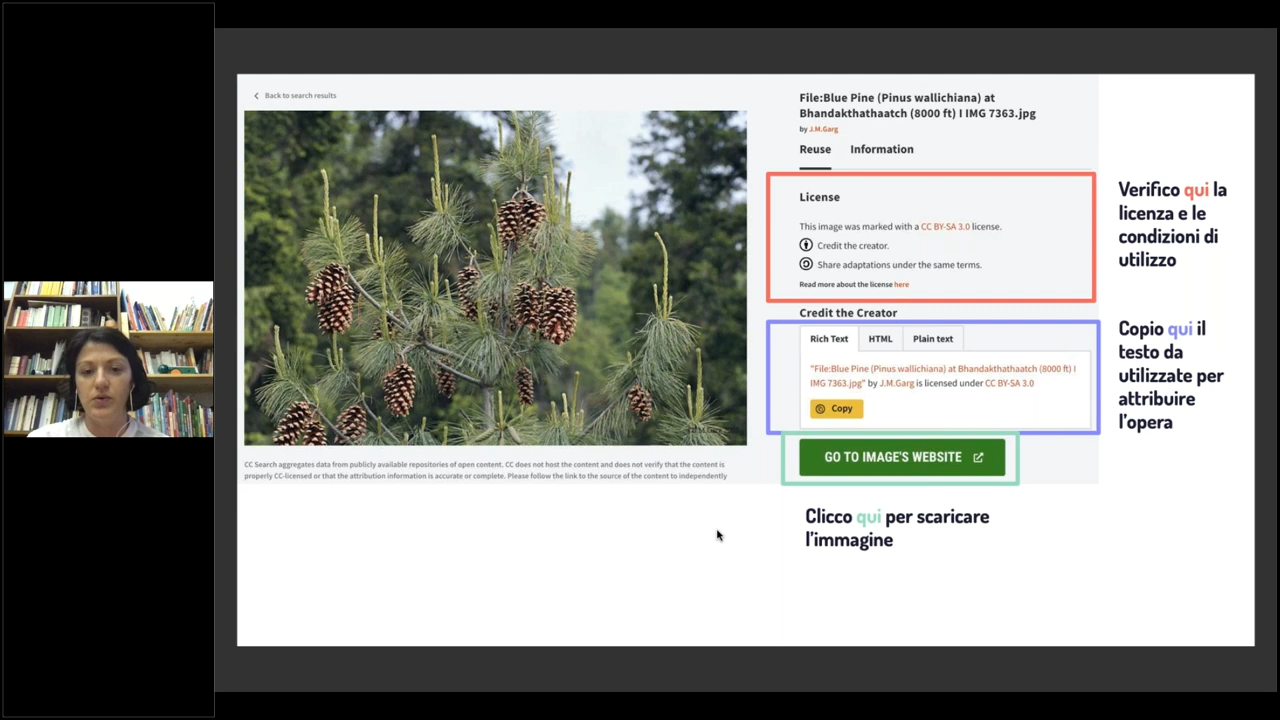 Back to search results
File:Blue Pine (Pinus wallichiana) at
Bhandakthathaatch (8000 ft) I IMG 7363.jpg
by J.M.Garg
Reuse Information
License
This image was marked with a CC BY-SA 3.0 license.
Credit the creator.
Share adaptations under the same terms.
Read more about the license here
Credit the Creator
Rich Text HTML Plain text
"File:Blue Pine (Pinus wallichiana) at Bhandakthathaatch (8000 ft) I
IMG 7363.jpg" by J.M.Garg is licensed under CC BY-SA 3.0
Copy
GO TO IMAGE'S WEBSITE
CC Search aggregates data from publicly available repositories of open content. CC does not host the content and does not verify that the content is
properly CC-licensed or that the attribution information is accurate or complete. Please follow the link to the source of the content to independently
Verifico qui la
licenza e le
condizioni di
utilizzo
Copio qui il
testo da
utilizzate per
attribuire
l'opera
Clicco qui per scaricare
l'immagine